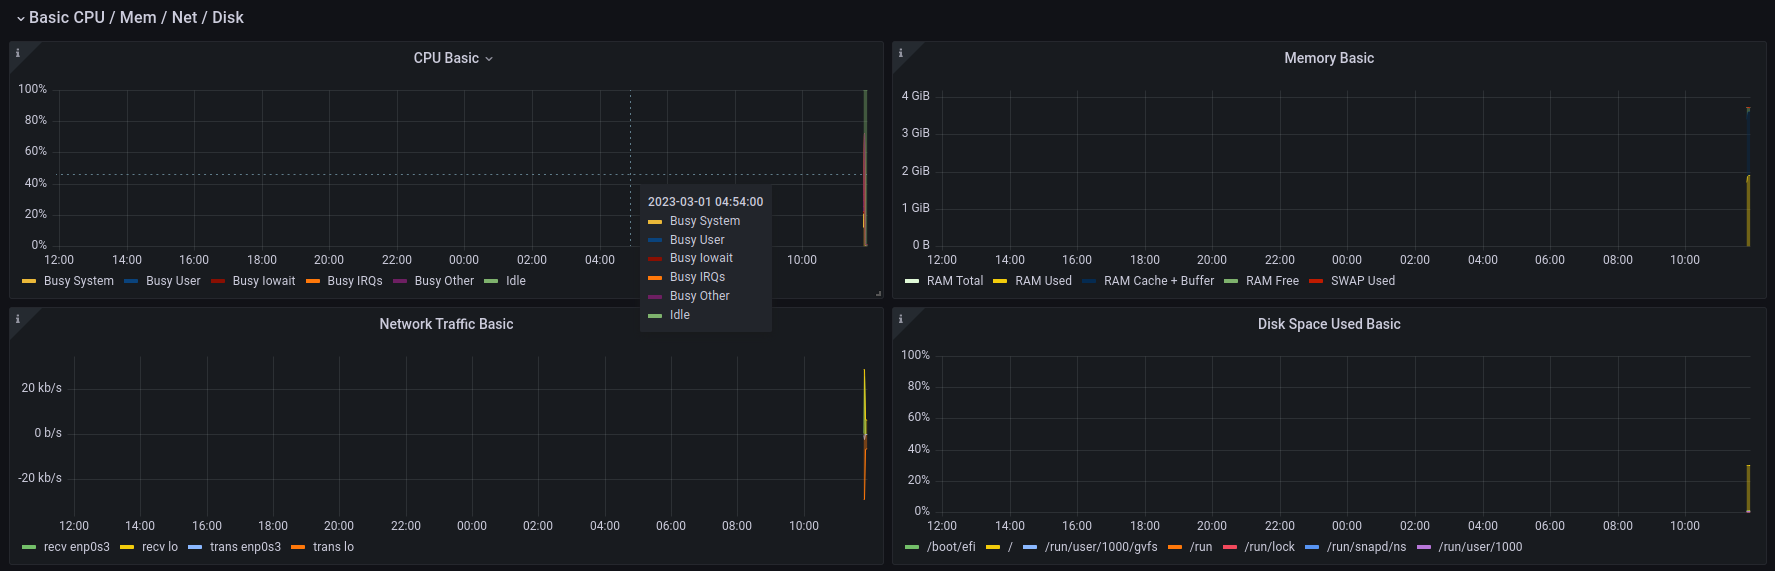 Basic CPU / Mem / Net / Disk
CPU Basic
100%
80%
60%
40%
20%
0%
12:00 14:00 16:00 18:00 20:00 22:00 00:00 02:00 04:00 10:00
Busy System Busy User Busy Iowait Busy IRQs Busy Other Idle
2023-03-01 04:54:00
Busy System
Busy User
Busy Iowait
Busy IRQs
Busy Other
Idle
Memory Basic
4 GiB
3 GiB
2 GiB
1 GiB
0 B
12:00 14:00 16:00 18:00 20:00 22:00 00:00 02:00 04:00 06:00 08:00 10:00
RAM Total RAM Used RAM Cache + Buffer RAM Free SWAP Used
Network Traffic Basic
20 kb/s
0 b/s
-20 kb/s
12:00 14:00 16:00 18:00 20:00 22:00 00:00 02:00 04:00 06:00 08:00 10:00
recv enp0s3 recv lo trans enp0s3 trans lo
Disk Space Used Basic
100%
80%
60%
40%
20%
0%
12:00 14:00 16:00 18:00 20:00 22:00 00:00 02:00 04:00 06:00 08:00 10:00
/boot/efi / /run/user/1000/gvfs /run /run/lock /run/snapd/ns /run/user/1000